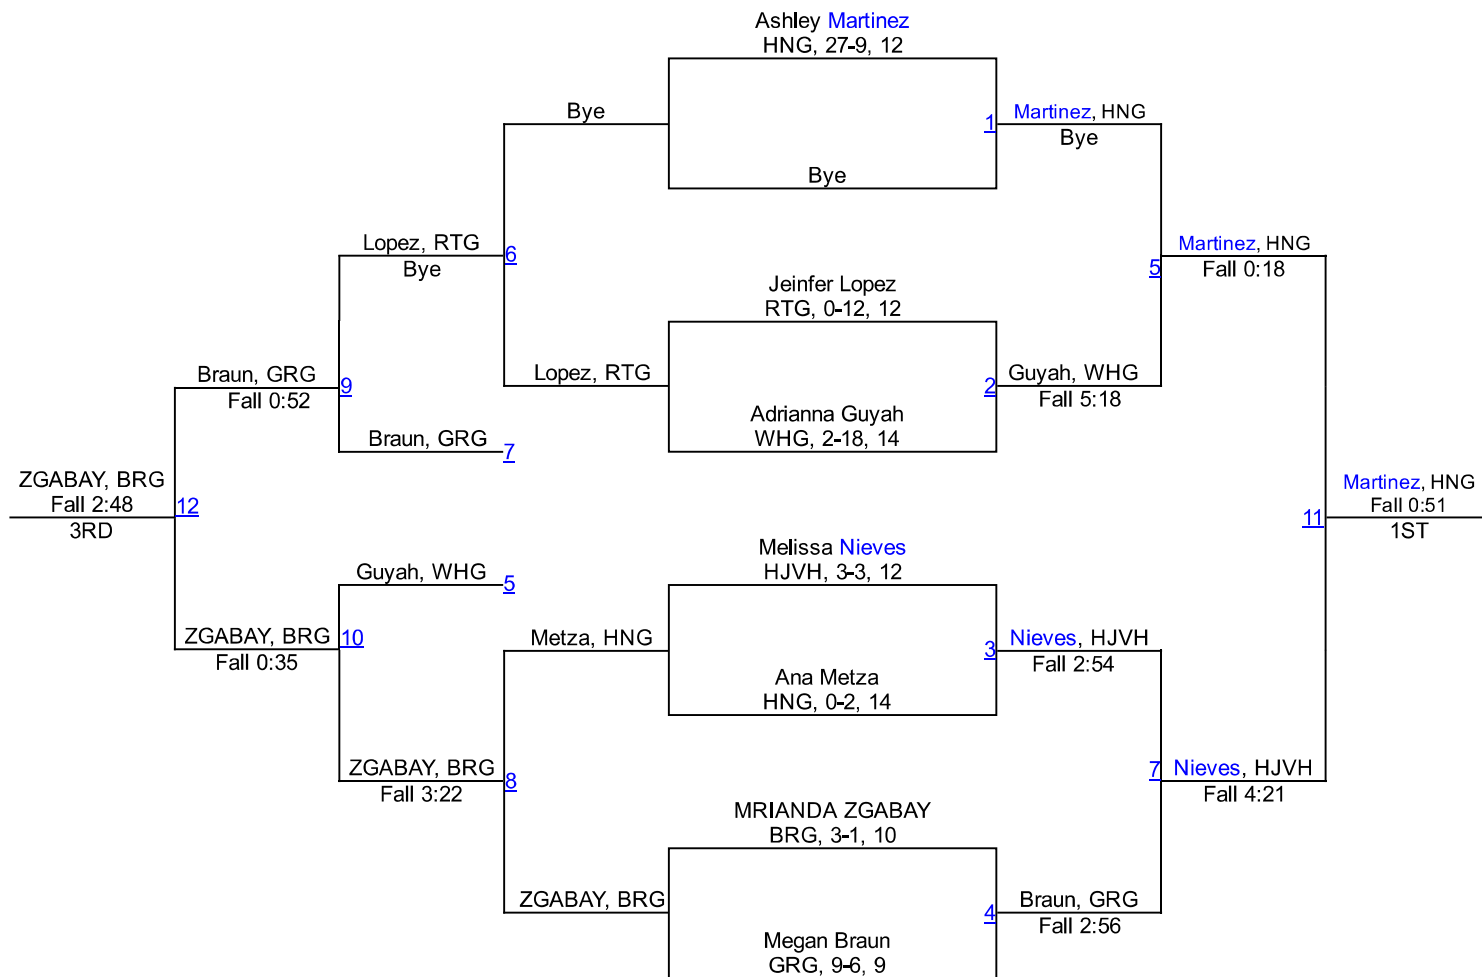 Ashley Martinez
HNG, 27-9, 12
Bye
1
Martinez, HNG
Bye
Bye
Lopez, RTG
Bye
6
Martinez, HNG
Fall 0:18
5
Jeinfer Lopez
RTG, 0-12, 12
Braun, GRG
Fall 0:52
9
Lopez, RTG
2
Guyah, WHG
Fall 5:18
Adrianna Guyah
WHG, 2-18, 14
Braun, GRG
7
ZGABAY, BRG
Fall 2:48
3RD
12
11
Martinez, HNG
Fall 0:51
1ST
Melissa Nieves
HJVH, 3-3, 12
Guyah, WHG
5
ZGABAY, BRG
Fall 0:35
10
Metza, HNG
3
Nieves, HJVH
Fall 2:54
Ana Metza
HNG, 0-2, 14
ZGABAY, BRG
Fall 3:22
8
7
Nieves, HJVH
Fall 4:21
MRIANDA ZGABAY
BRG, 3-1, 10
ZGABAY, BRG
4
Braun, GRG
Fall 2:56
Megan Braun
GRG, 9-6, 9